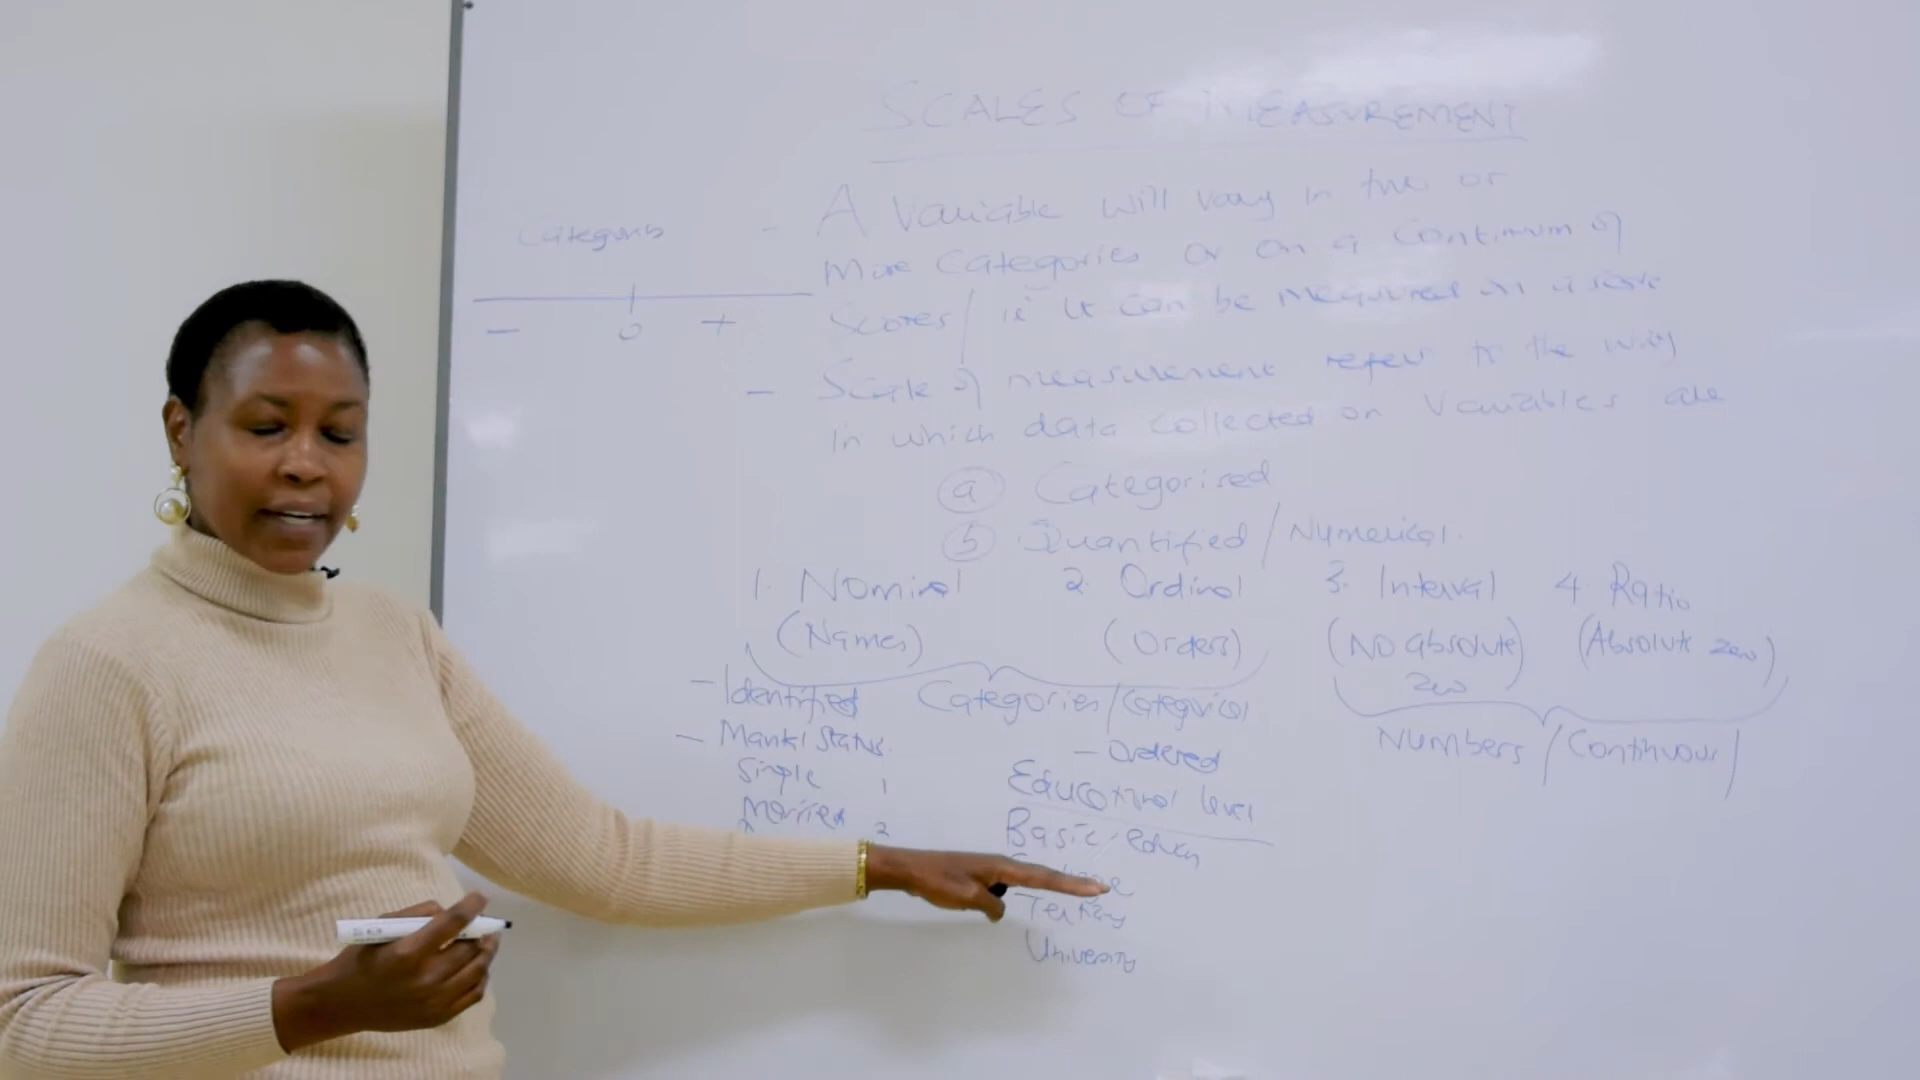 SCALES OF MEASUREMENT
Categories
- 0 +
- A Variable will vary in two or
More Categories or on a Continuum of
Scores / ie it can be measured on a scale
- Scale of measurement refer to the way
in which data collected on Variables are
(a) Categorised
(b) Quantified / Numerical.
1. Nominal 2 Ordinal 3. Interval 4. Ratio
(Names) (Orders) (No absolute) (Absolute zero)
Zero
- Identified Categories / Categorical
Numbers / Continuous /
- Marital Status.
Single 1
Married 2
- Ordered
Educational level
Basic educn
Tertiary
University